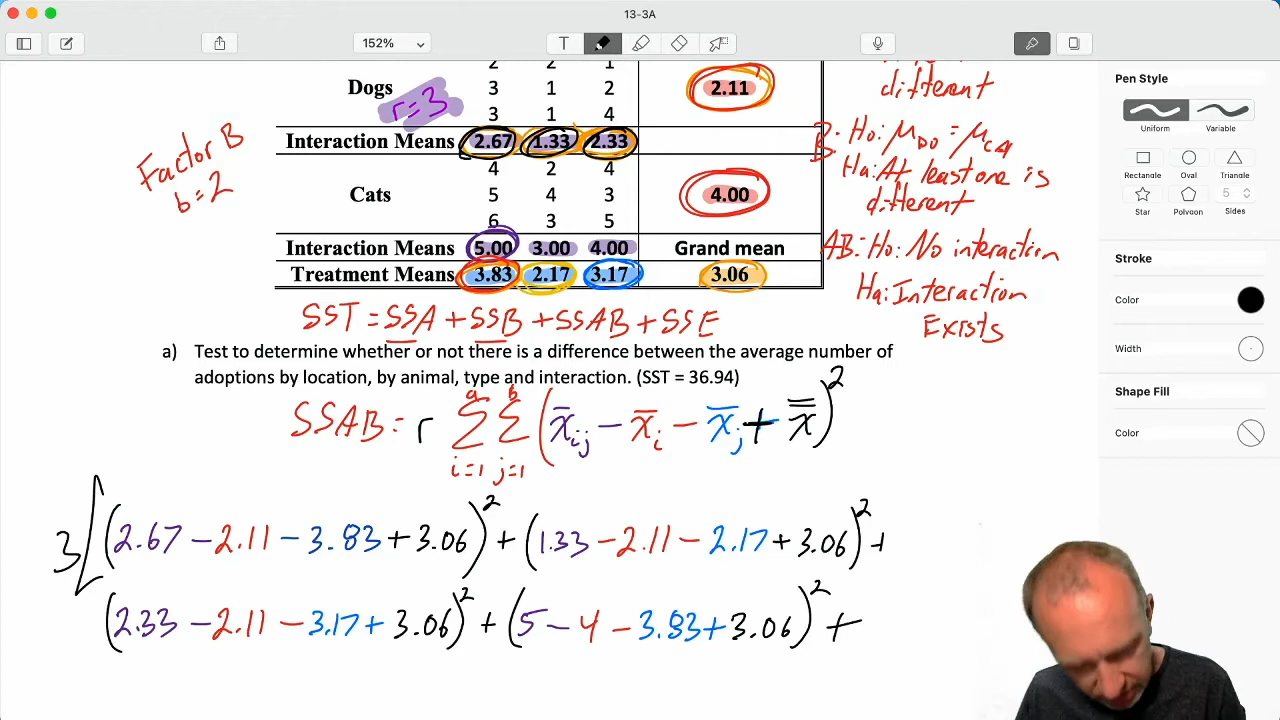 13-3A
152%
T
2 2 1
Dogs 3 1 2 2.11
r=3
3 1 4
Interaction Means 2.67 1.33 2.33
4 2 4
Cats 5 4 3 4.00
6 3 5
Interaction Means 5.00 3.00 4.00 Grand mean
Treatment Means 3.83 2.17 3.17 3.06
Factor B
b=2
different
B: Ho: μDO = μCA
Ha: At least one is
different
AB: Ho: No interaction
Ha: Interaction
Exists
SST = SSA + SSB + SSAB + SSE
a) Test to determine whether or not there is a difference between the average number of
adoptions by location, by animal, type and interaction. (SST = 36.94)
SSAB = r Σ_{i=1}^{a} Σ_{j=1}^{b} (x̄ij − x̄i − x̄j + x̿)²
3[(2.67 − 2.11 − 3.83 + 3.06)² + (1.33 − 2.11 − 2.17 + 3.06)² +
(2.33 − 2.11 − 3.17 + 3.06)² + (5 − 4 − 3.83 + 3.06)² +
Pen Style
Uniform Variable
Rectangle Oval Triangle
5
Star Polygon Sides
Stroke
Color
Width
Shape Fill
Color